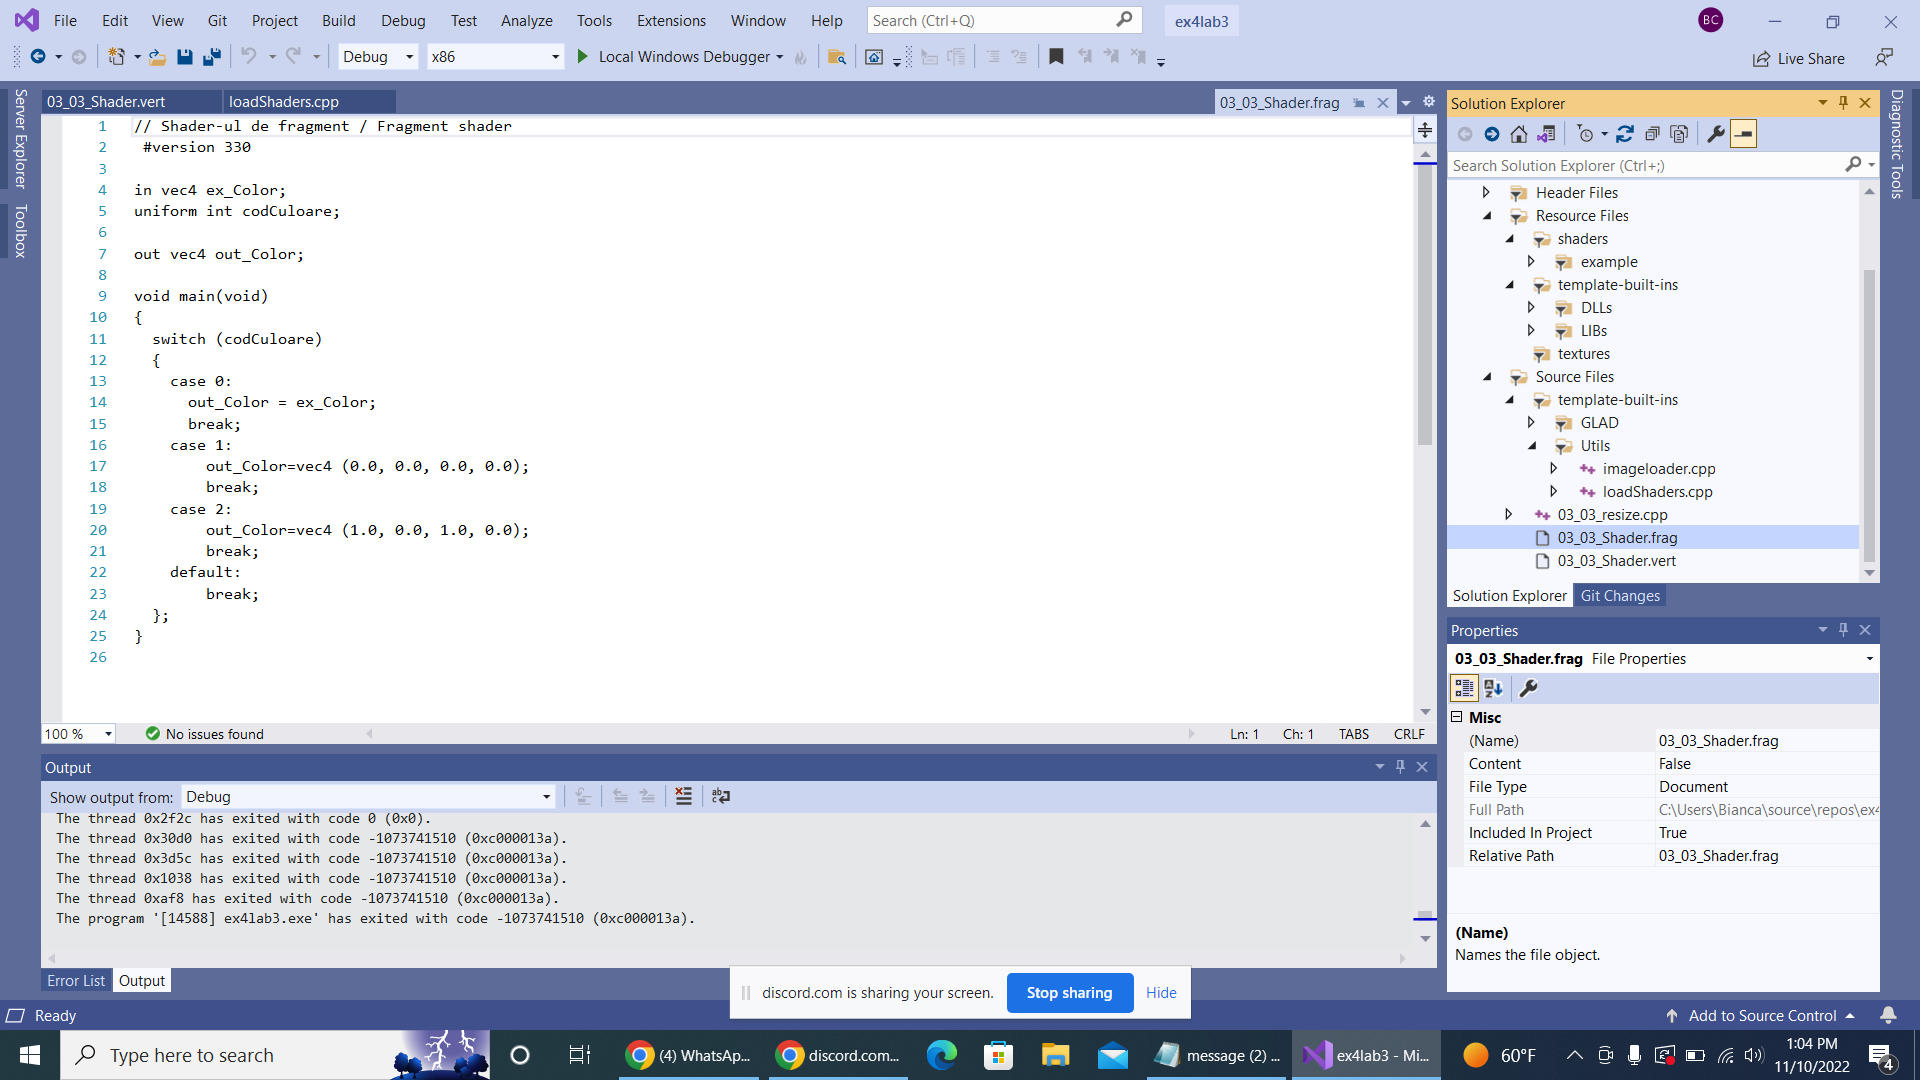 File Edit View Git Project Build Debug Test Analyze Tools Extensions Window Help Search (Ctrl+Q) ex4lab3 BC
Debug x86 Local Windows Debugger Live Share
Server Explorer
Toolbox
03_03_Shader.vert loadShaders.cpp 03_03_Shader.frag
1 // Shader-ul de fragment / Fragment shader
2 #version 330
3
4 in vec4 ex_Color;
5 uniform int codCuloare;
6
7 out vec4 out_Color;
8
9 void main(void)
10 {
11 switch (codCuloare)
12 {
13 case 0:
14 out_Color = ex_Color;
15 break;
16 case 1:
17 out_Color=vec4 (0.0, 0.0, 0.0, 0.0);
18 break;
19 case 2:
20 out_Color=vec4 (1.0, 0.0, 1.0, 0.0);
21 break;
22 default:
23 break;
24 };
25 }
26
100 % No issues found Ln: 1 Ch: 1 TABS CRLF
Output
Show output from: Debug
The thread 0x2f2c has exited with code 0 (0x0).
The thread 0x30d0 has exited with code -1073741510 (0xc000013a).
The thread 0x3d5c has exited with code -1073741510 (0xc000013a).
The thread 0x1038 has exited with code -1073741510 (0xc000013a).
The thread 0xaf8 has exited with code -1073741510 (0xc000013a).
The program '[14588] ex4lab3.exe' has exited with code -1073741510 (0xc000013a).
Error List Output
Solution Explorer
Search Solution Explorer (Ctrl+;)
Header Files
Resource Files
shaders
example
template-built-ins
DLLs
LIBs
textures
Source Files
template-built-ins
GLAD
Utils
imageloader.cpp
loadShaders.cpp
03_03_resize.cpp
03_03_Shader.frag
03_03_Shader.vert
Solution Explorer Git Changes
Properties
03_03_Shader.frag File Properties
Misc
(Name) 03_03_Shader.frag
Content False
File Type Document
Full Path C:\Users\Bianca\source\repos\ex4
Included In Project True
Relative Path 03_03_Shader.frag
(Name)
Names the file object.
Diagnostic Tools
discord.com is sharing your screen. Stop sharing Hide
Ready Add to Source Control
Type here to search (4) WhatsAp... discord.com... message (2) ... ex4lab3 - Mi... 60°F 1:04 PM
11/10/2022 4